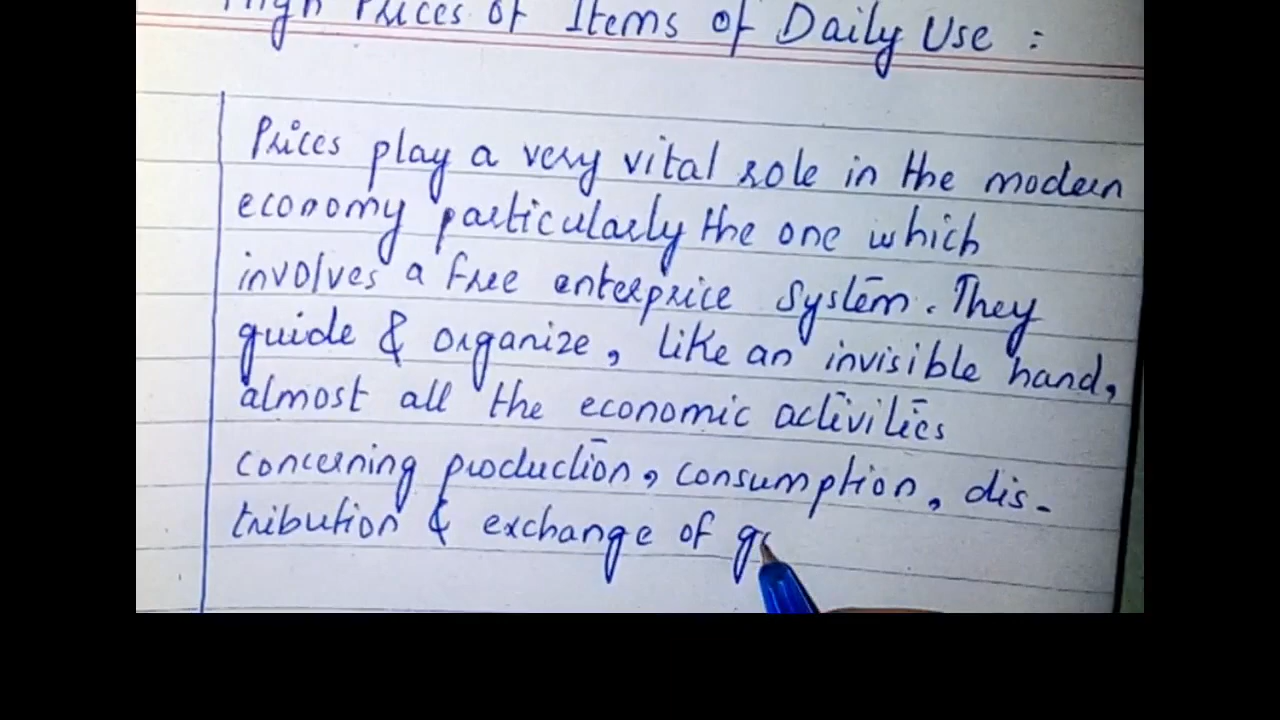 High Prices of Items of Daily Use :
Prices play a very vital role in the modern
economy particularly the one which
involves a free enterprice system. They
guide & organize, like an invisible hand,
almost all the economic activities
concerning production, consumption, dis-
tribution & exchange of go